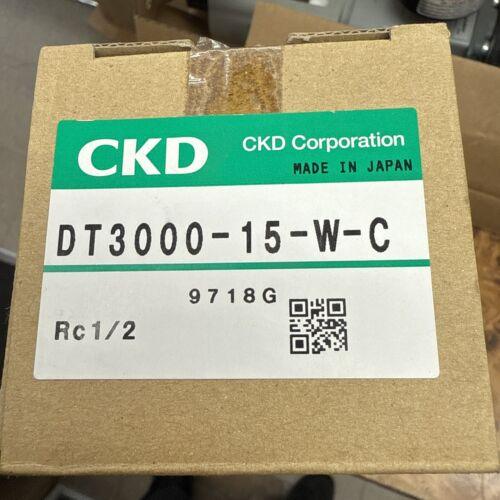 CKD
CKD Corporation
MADE IN JAPAN
DT3000-15-W-C
9718G
Rc1/2